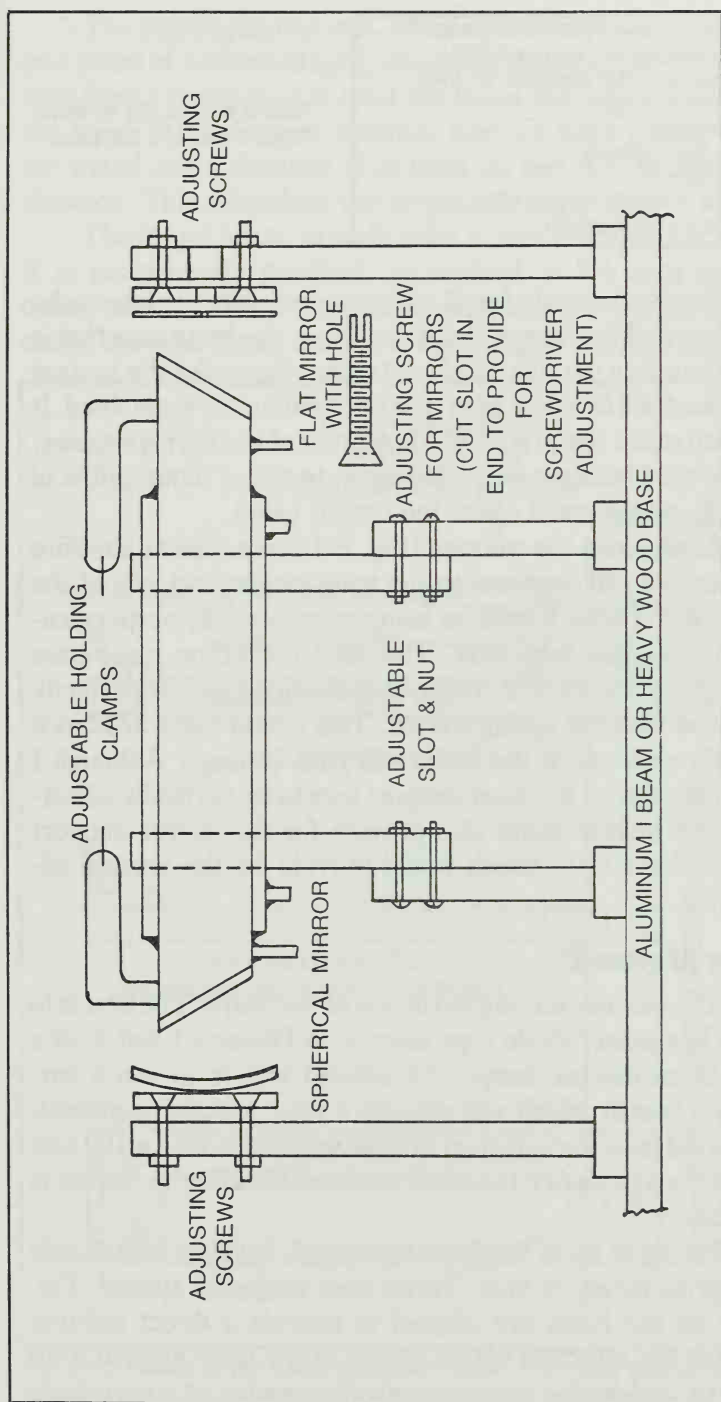 ADJUSTING
SCREWS
SPHERICAL MIRROR
ADJUSTABLE HOLDING
CLAMPS
ADJUSTABLE
SLOT & NUT
FLAT MIRROR
WITH HOLE
ADJUSTING SCREW
FOR MIRRORS
(CUT SLOT IN
END TO PROVIDE
FOR
SCREWDRIVER
ADJUSTMENT)
ADJUSTING
SCREWS
ALUMINUM I BEAM OR HEAVY WOOD BASE